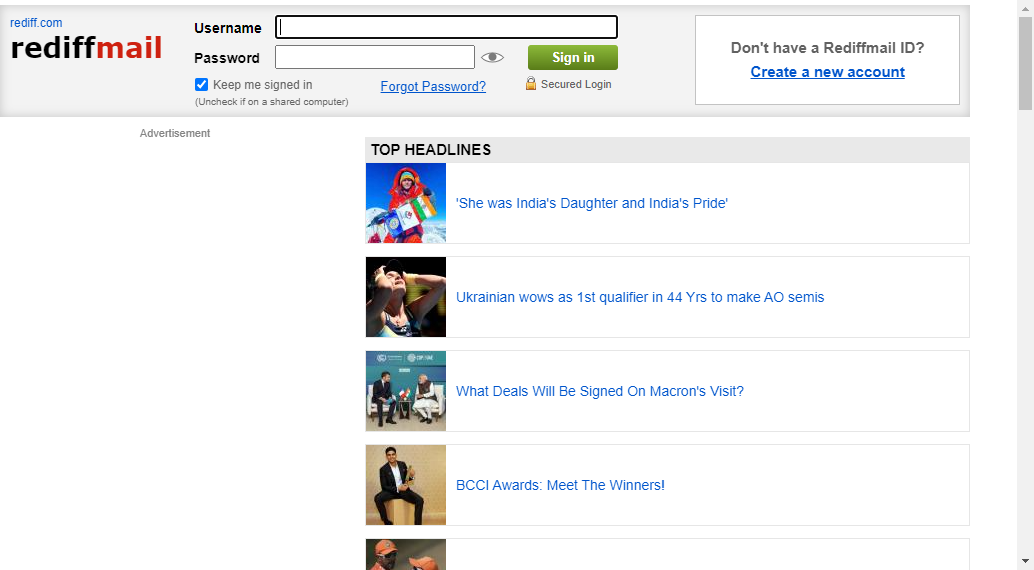 rediff.com
rediffmail
Username
Password
Sign in
Keep me signed in
Forgot Password?
Secured Login
(Uncheck if on a shared computer)
Don't have a Rediffmail ID?
Create a new account
Advertisement
TOP HEADLINES
'She was India's Daughter and India's Pride'
Ukrainian wows as 1st qualifier in 44 Yrs to make AO semis
What Deals Will Be Signed On Macron's Visit?
BCCI Awards: Meet The Winners!